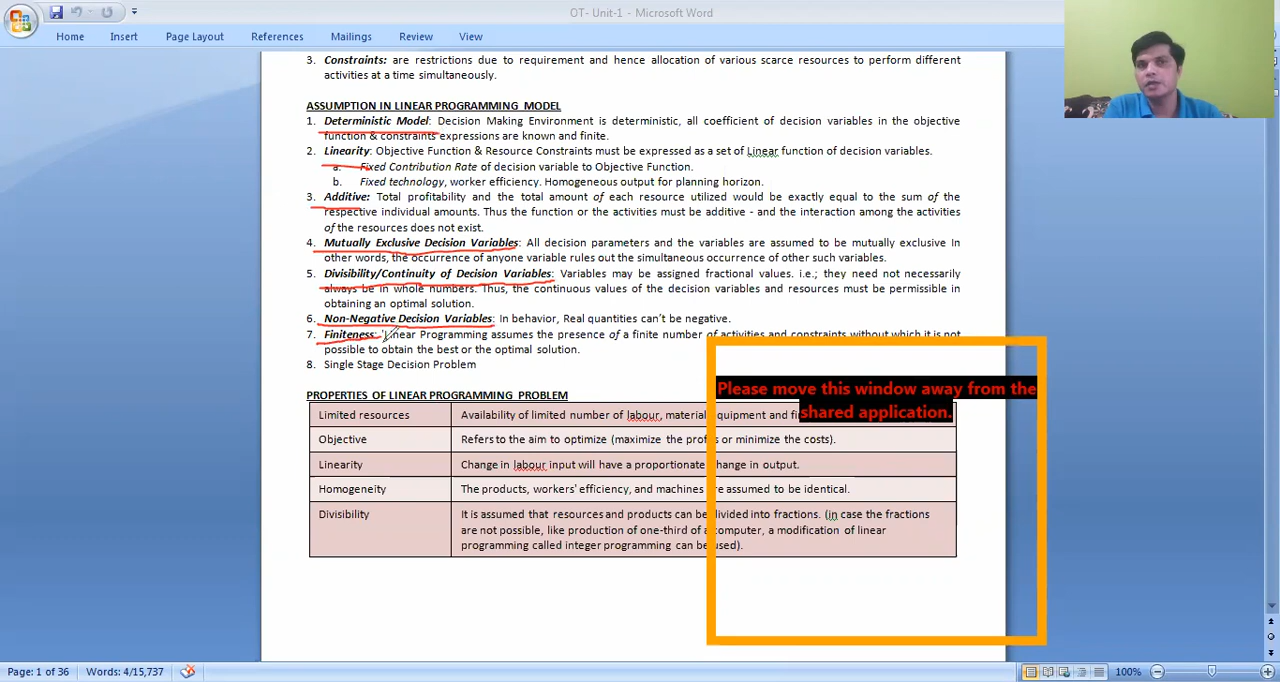 OT- Unit-1 - Microsoft Word
Home Insert Page Layout References Mailings Review View
3. Constraints: are restrictions due to requirement and hence allocation of various scarce resources to perform different
activities at a time simultaneously.
ASSUMPTION IN LINEAR PROGRAMMING MODEL
1. Deterministic Model: Decision Making Environment is deterministic, all coefficient of decision variables in the objective
function & constraints expressions are known and finite.
2. Linearity: Objective Function & Resource Constraints must be expressed as a set of Linear function of decision variables.
a. Fixed Contribution Rate of decision variable to Objective Function.
b. Fixed technology, worker efficiency. Homogeneous output for planning horizon.
3. Additive: Total profitability and the total amount of each resource utilized would be exactly equal to the sum of the
respective individual amounts. Thus the function or the activities must be additive - and the interaction among the activities
of the resources does not exist.
4. Mutually Exclusive Decision Variables: All decision parameters and the variables are assumed to be mutually exclusive In
other words, the occurrence of anyone variable rules out the simultaneous occurrence of other such variables.
5. Divisibility/Continuity of Decision Variables: Variables may be assigned fractional values. i.e.; they need not necessarily
always be in whole numbers. Thus, the continuous values of the decision variables and resources must be permissible in
obtaining an optimal solution.
6. Non-Negative Decision Variables: In behavior, Real quantities can't be negative.
7. Finiteness: 'Linear Programming assumes the presence of a finite number of activities and constraints without which it is not
possible to obtain the best or the optimal solution.
8. Single Stage Decision Problem
Please move this window away from the
shared application.
PROPERTIES OF LINEAR PROGRAMMING PROBLEM
Limited resources Availability of limited number of labour, material equipment and
Objective Refers to the aim to optimize (maximize the profits or minimize the costs).
Linearity Change in labour input will have a proportionate change in output.
Homogeneity The products, workers' efficiency, and machines are assumed to be identical.
Divisibility It is assumed that resources and products can be divided into fractions. (in case the fractions
are not possible, like production of one-third of a computer, a modification of linear
programming called integer programming can be used).
Page: 1 of 36 Words: 4/15,737 100%